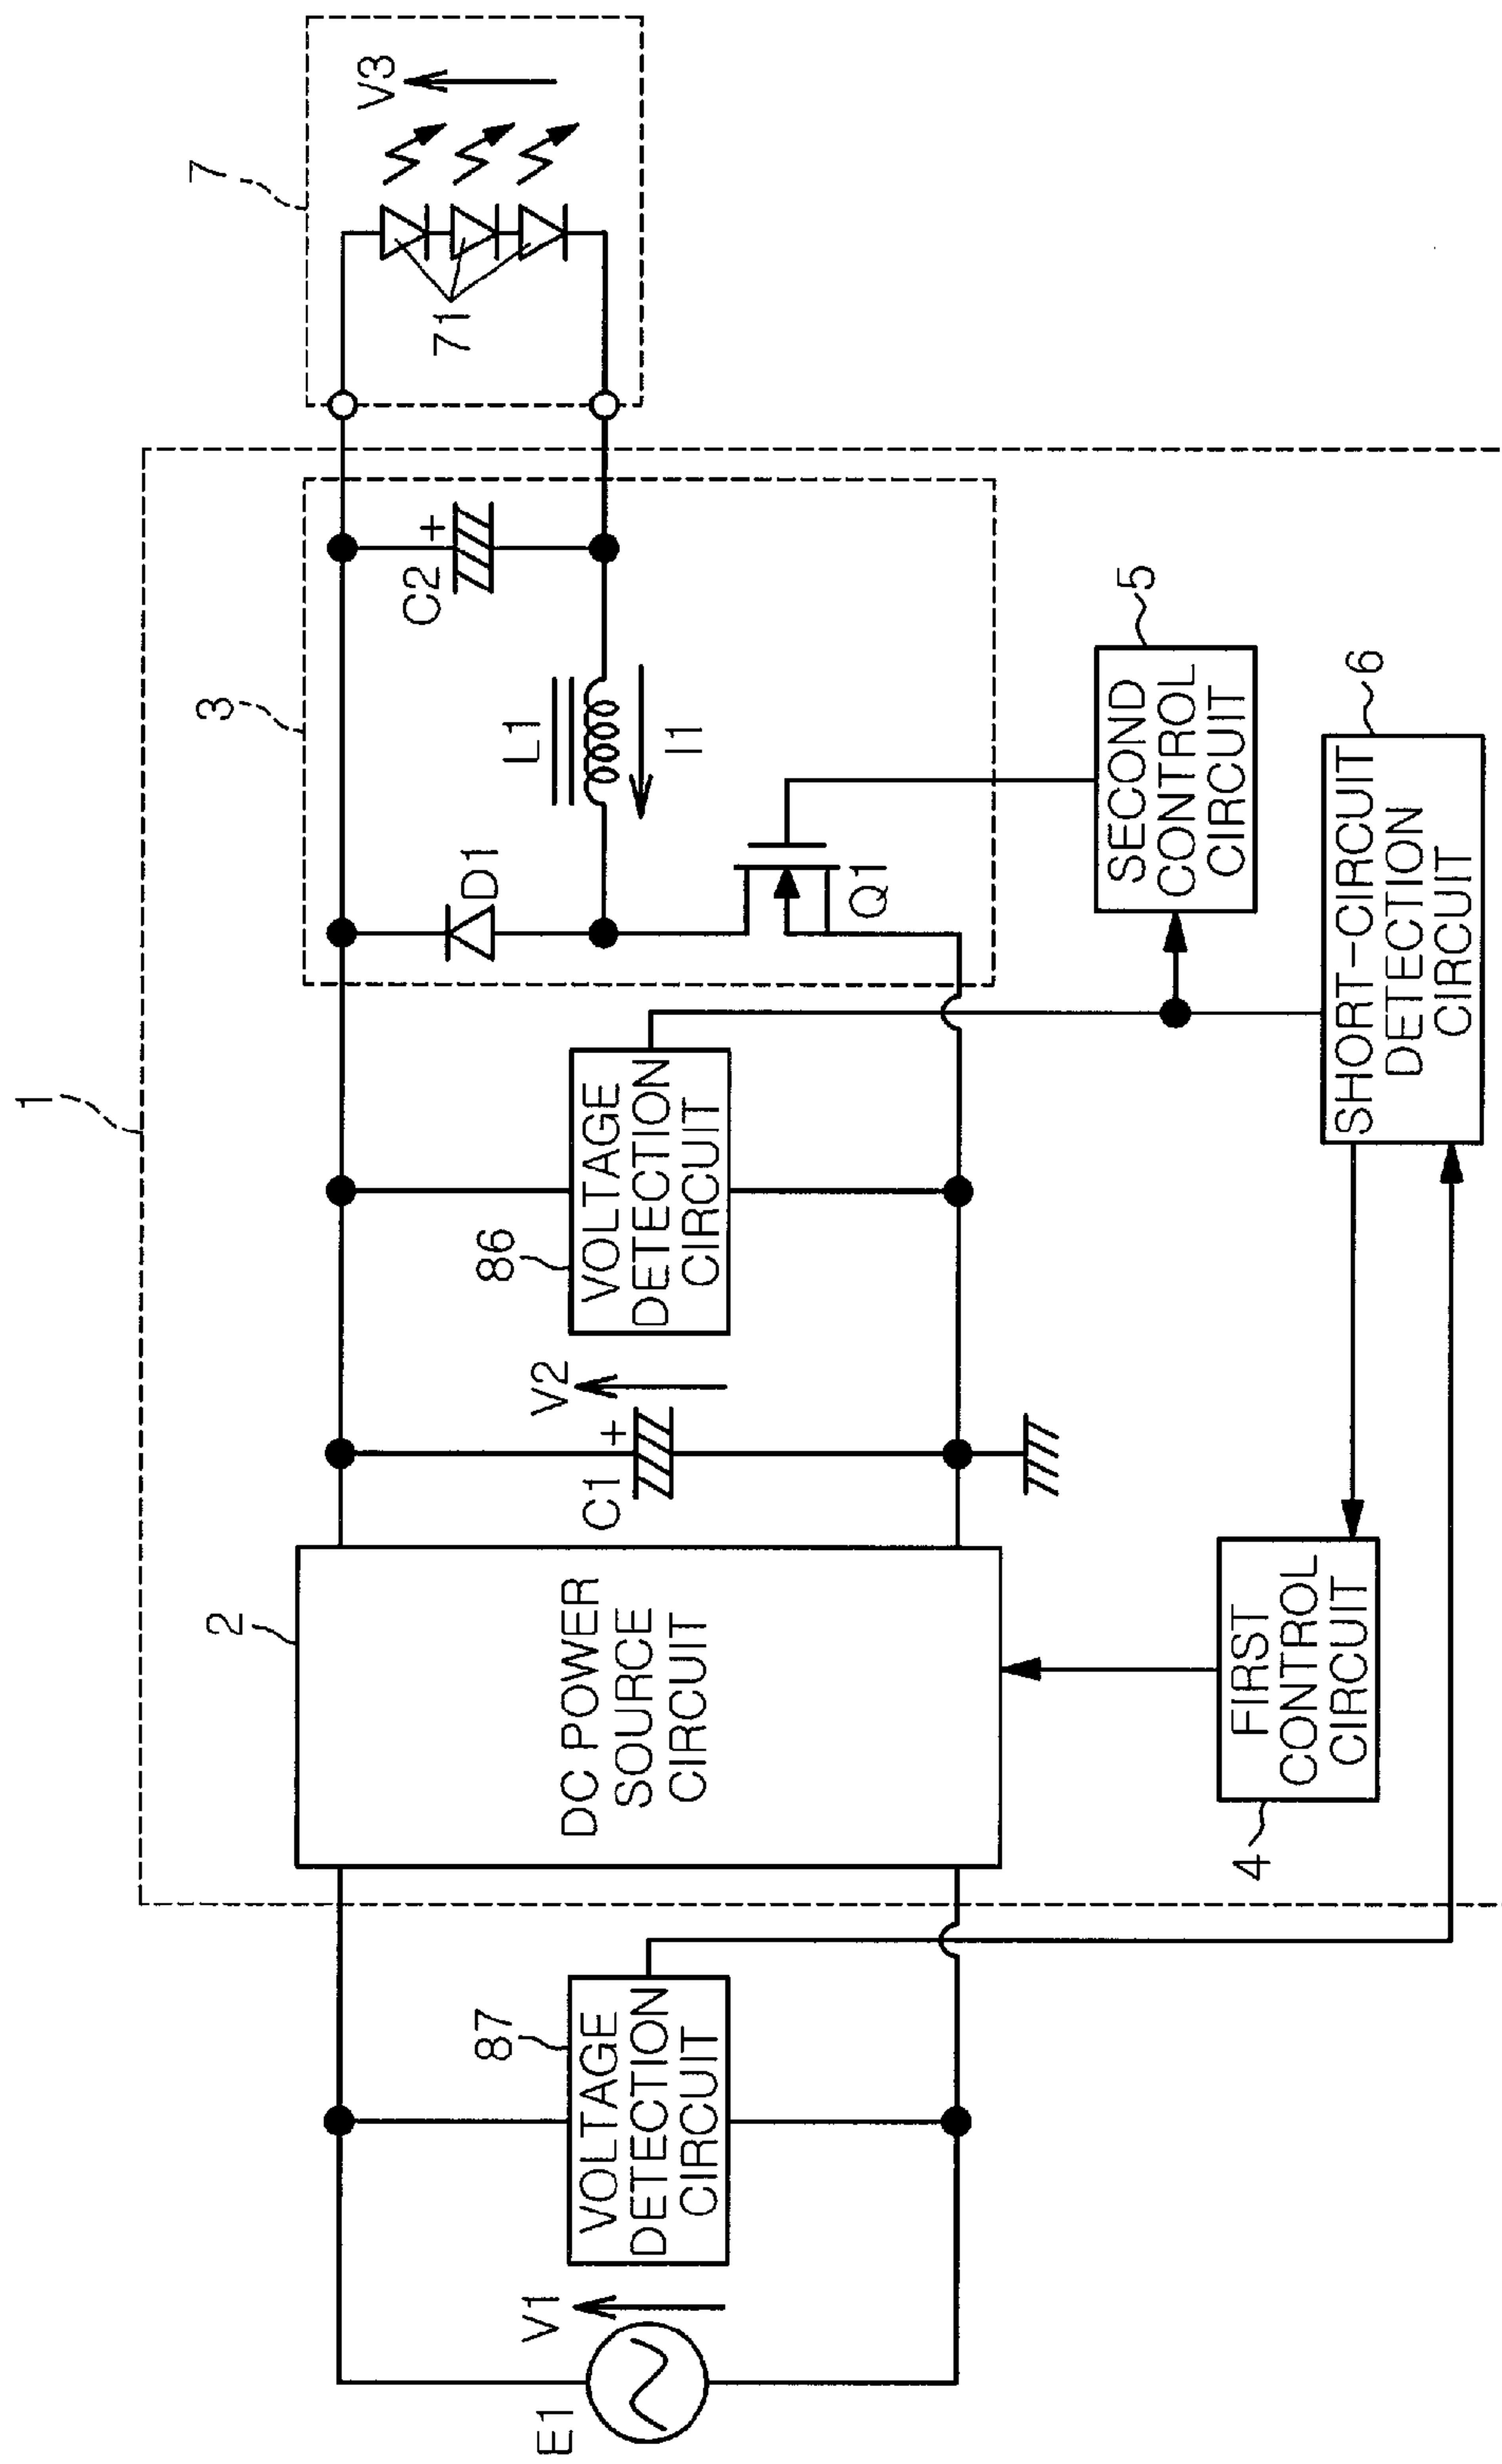 1
7
V3
71
3
C2
+
L1
I1
D1
Q1
5
SECOND
CONTROL
CIRCUIT
6
SHORT-CIRCUIT
DETECTION
CIRCUIT
86
VOLTAGE
DETECTION
CIRCUIT
V2
C1
+
2
DC POWER
SOURCE
CIRCUIT
4
FIRST
CONTROL
CIRCUIT
87
VOLTAGE
DETECTION
CIRCUIT
V1
E1